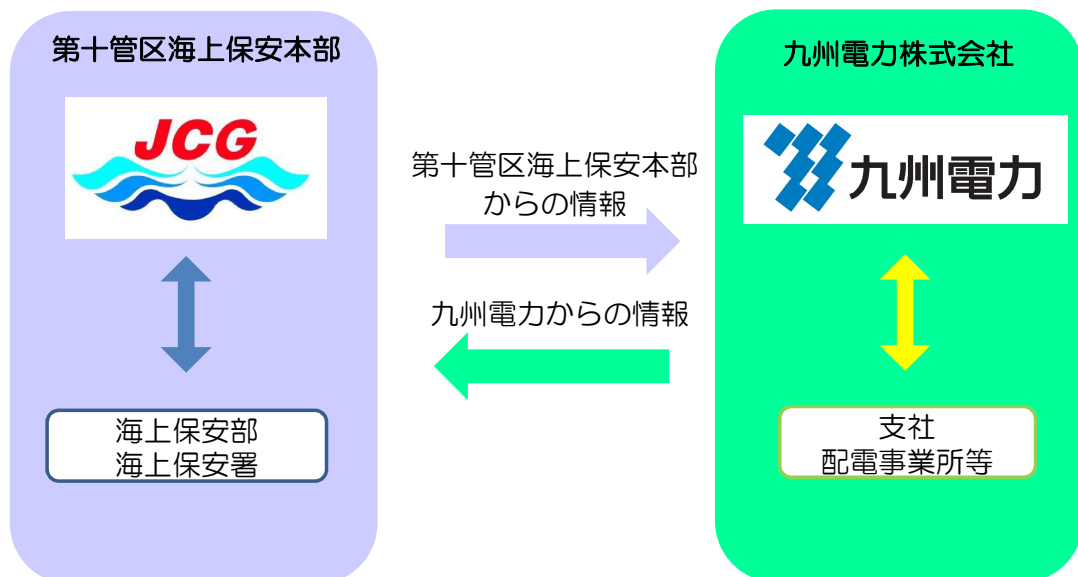 第十管区海上保安本部
JCG
海上保安部
海上保安署
第十管区海上保安本部
からの情報
九州電力からの情報
九州電力株式会社
九州電力
支社
配電事業所等